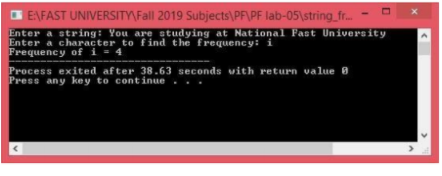 E:\FAST UNIVERSITY\Fall 2019 Subjects\PF\PF lab-05\string_fr...
Enter a string: You are studying at National Fast University
Enter a character to find the frequency: i
Frequency of i = 4
--------------------------------
Process exited after 38.63 seconds with return value 0
Press any key to continue . . .